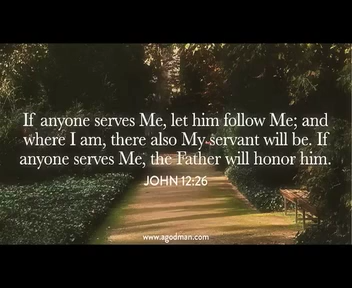 If anyone serves Me, let him follow Me; and
where I am, there also My servant will be. If
anyone serves Me, the Father will honor him.
JOHN 12:26
www.agodman.com